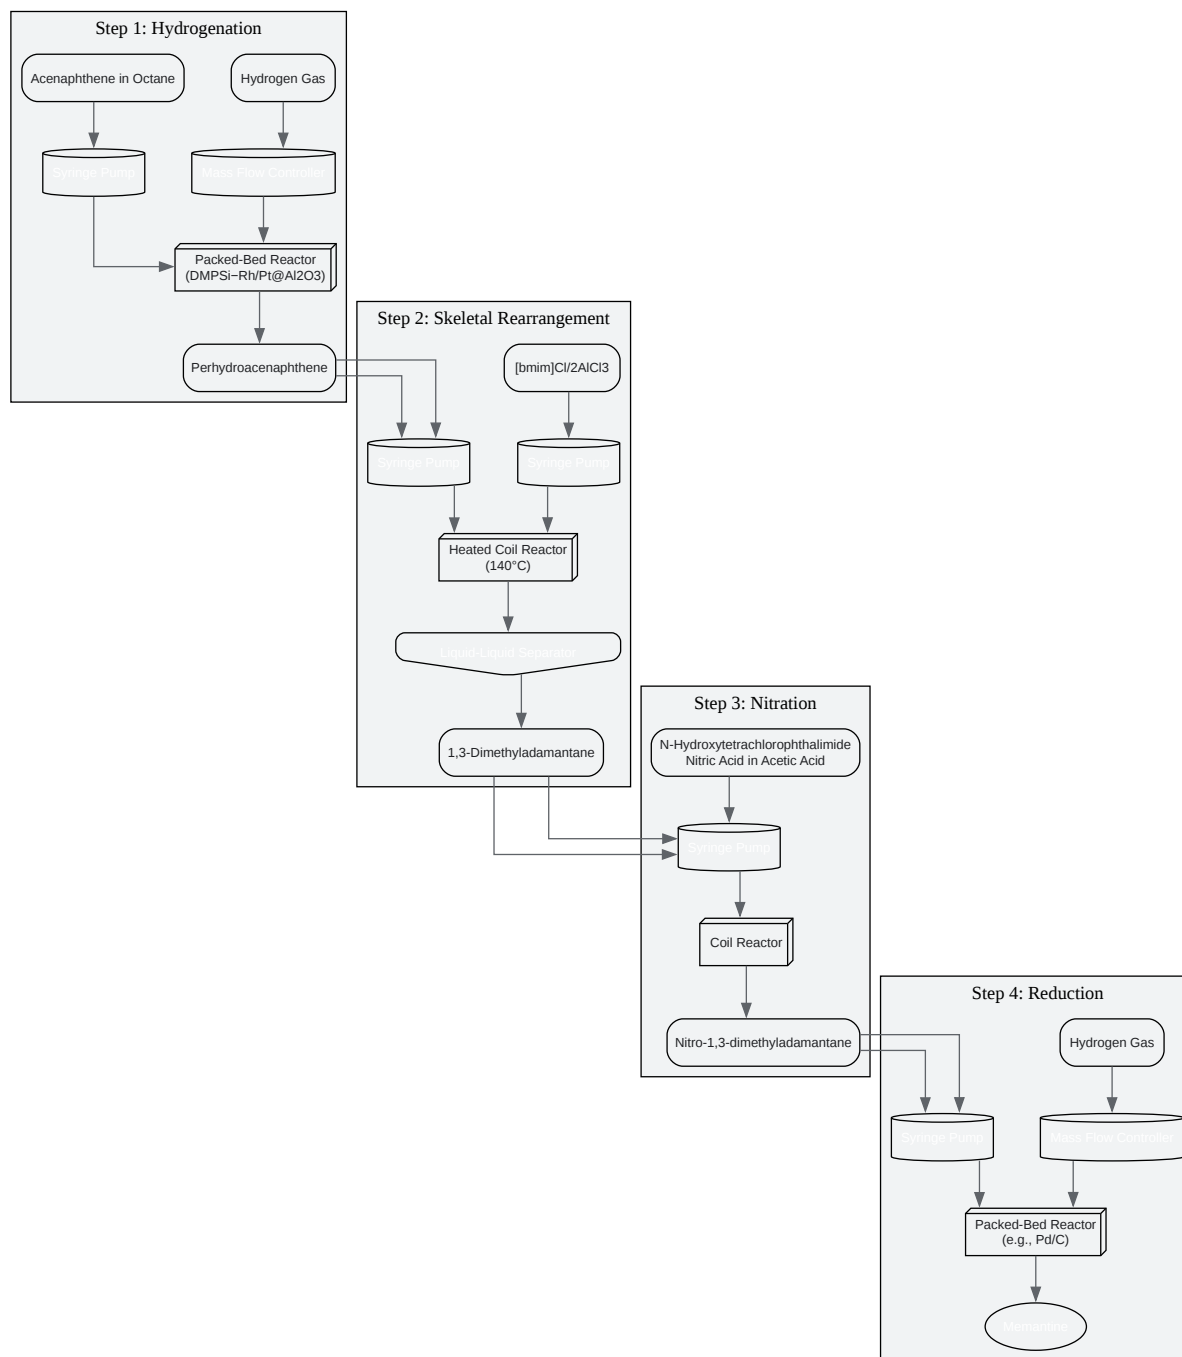 Step 1: Hydrogenation
Acenaphthene in Octane
Hydrogen Gas
Syringe Pump
Mass Flow Controller
Packed-Bed Reactor
(DMPSi−Rh/Pt@Al2O3)
Perhydroacenaphthene
Step 2: Skeletal Rearrangement
[bmim]Cl/2AlCl3
Syringe Pump
Syringe Pump
Heated Coil Reactor
(140°C)
Liquid-Liquid Separator
1,3-Dimethyladamantane
Step 3: Nitration
N-Hydroxytetrachlorophthalimide
Nitric Acid in Acetic Acid
Syringe Pump
Coil Reactor
Nitro-1,3-dimethyladamantane
Step 4: Reduction
Hydrogen Gas
Syringe Pump
Mass Flow Controller
Packed-Bed Reactor
(e.g., Pd/C)
Memantine